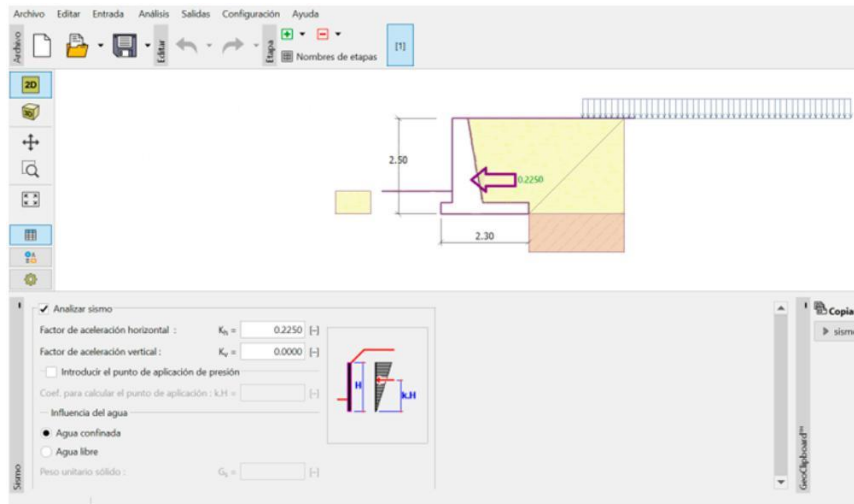 Archivo Editar Entrada Análisis Salidas Configuración Ayuda
Archivo
Editar
Etapa
Nombres de etapas
[1]
2D
3D
2.50
0.2250
2.30
Analizar sismo
Factor de aceleración horizontal : Kh = 0.2250 [-]
Factor de aceleración vertical : Kv = 0.0000 [-]
Introducir el punto de aplicación de presión
Coef. para calcular el punto de aplicación : k.H = [-]
Influencia del agua
Agua confinada
Agua libre
Peso unitario sólido : Gs = [-]
H
k.H
Sismo
GeoClipboard™
Copia
sismo